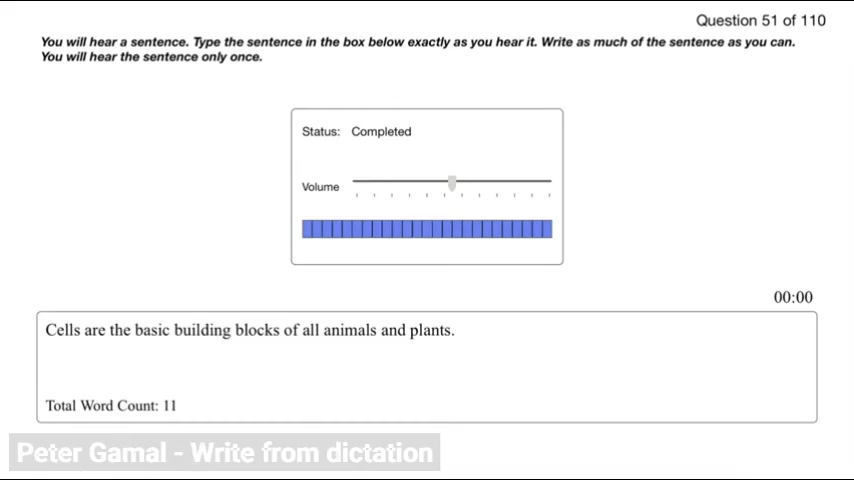 Question 51 of 110
You will hear a sentence. Type the sentence in the box below exactly as you hear it. Write as much of the sentence as you can.
You will hear the sentence only once.
Status: Completed
Volume
00:00
Cells are the basic building blocks of all animals and plants.
Total Word Count: 11
Peter Gamal - Write from dictation